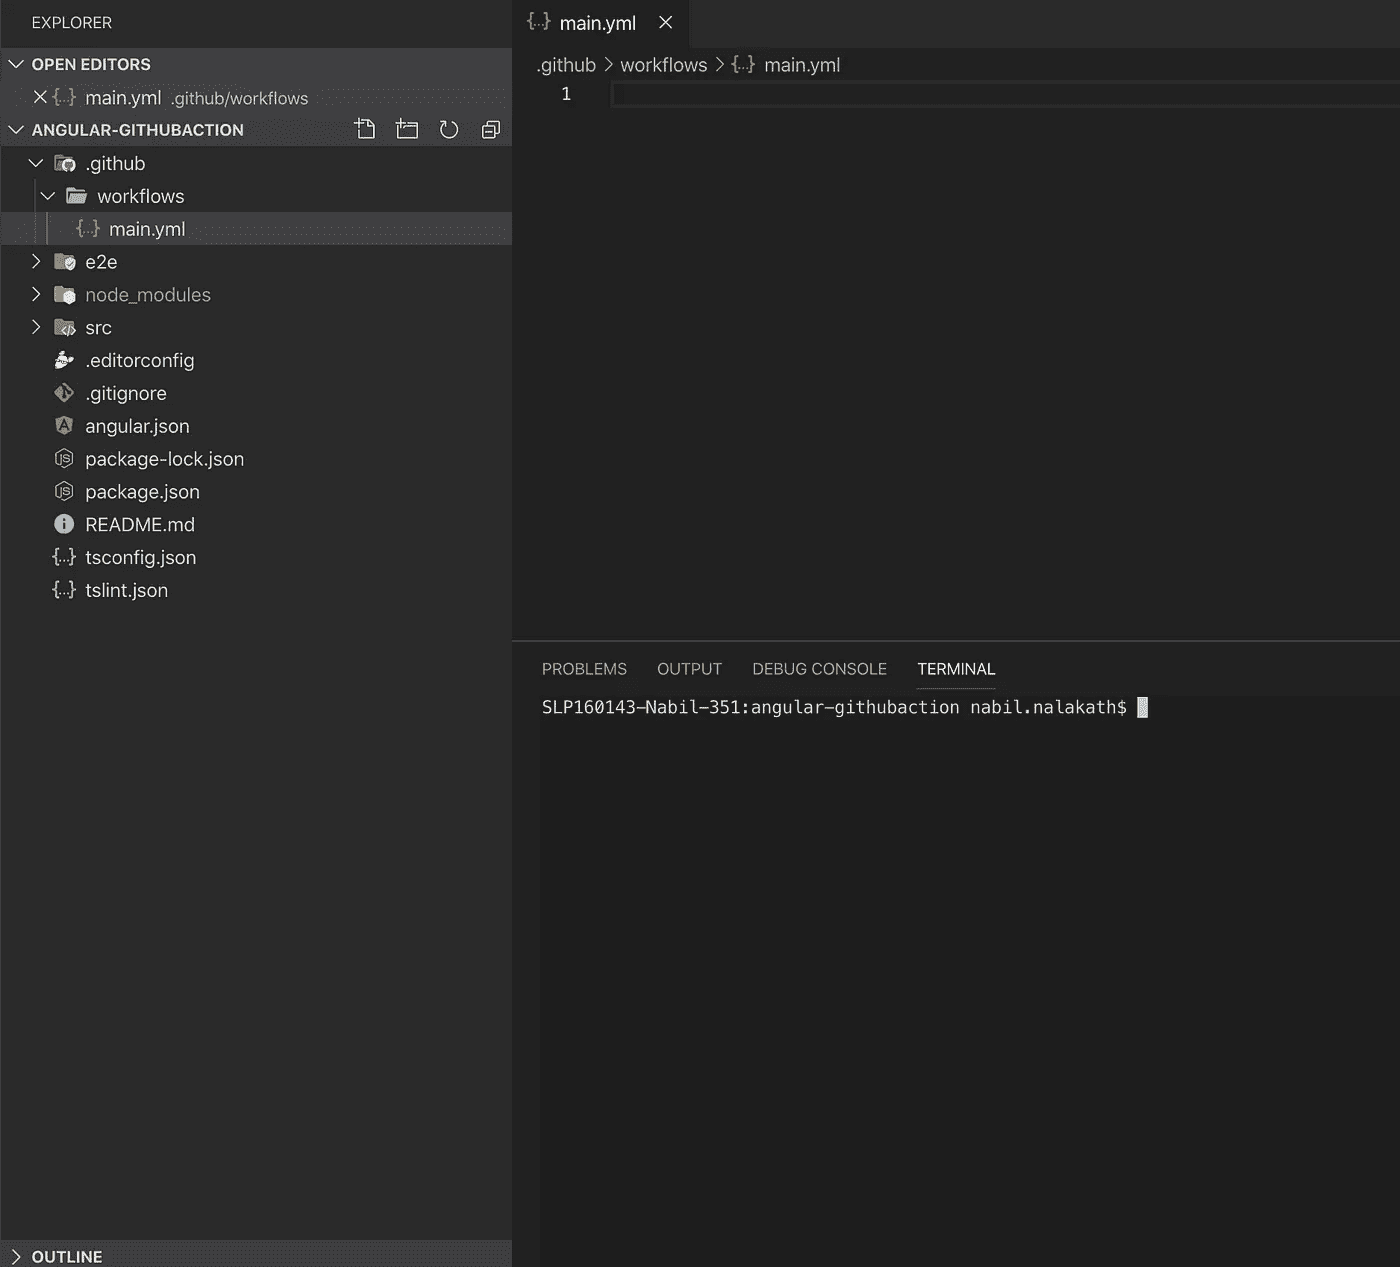 EXPLORER
OPEN EDITORS
main.yml .github/workflows
ANGULAR-GITHUBACTION
.github
workflows
main.yml
e2e
node_modules
src
.editorconfig
.gitignore
angular.json
package-lock.json
package.json
README.md
tsconfig.json
tslint.json
OUTLINE
main.yml
.github > workflows > {...} main.yml
1
PROBLEMS OUTPUT DEBUG CONSOLE TERMINAL
SLP160143-Nabil-351:angular-githubaction nabil.nalakath$